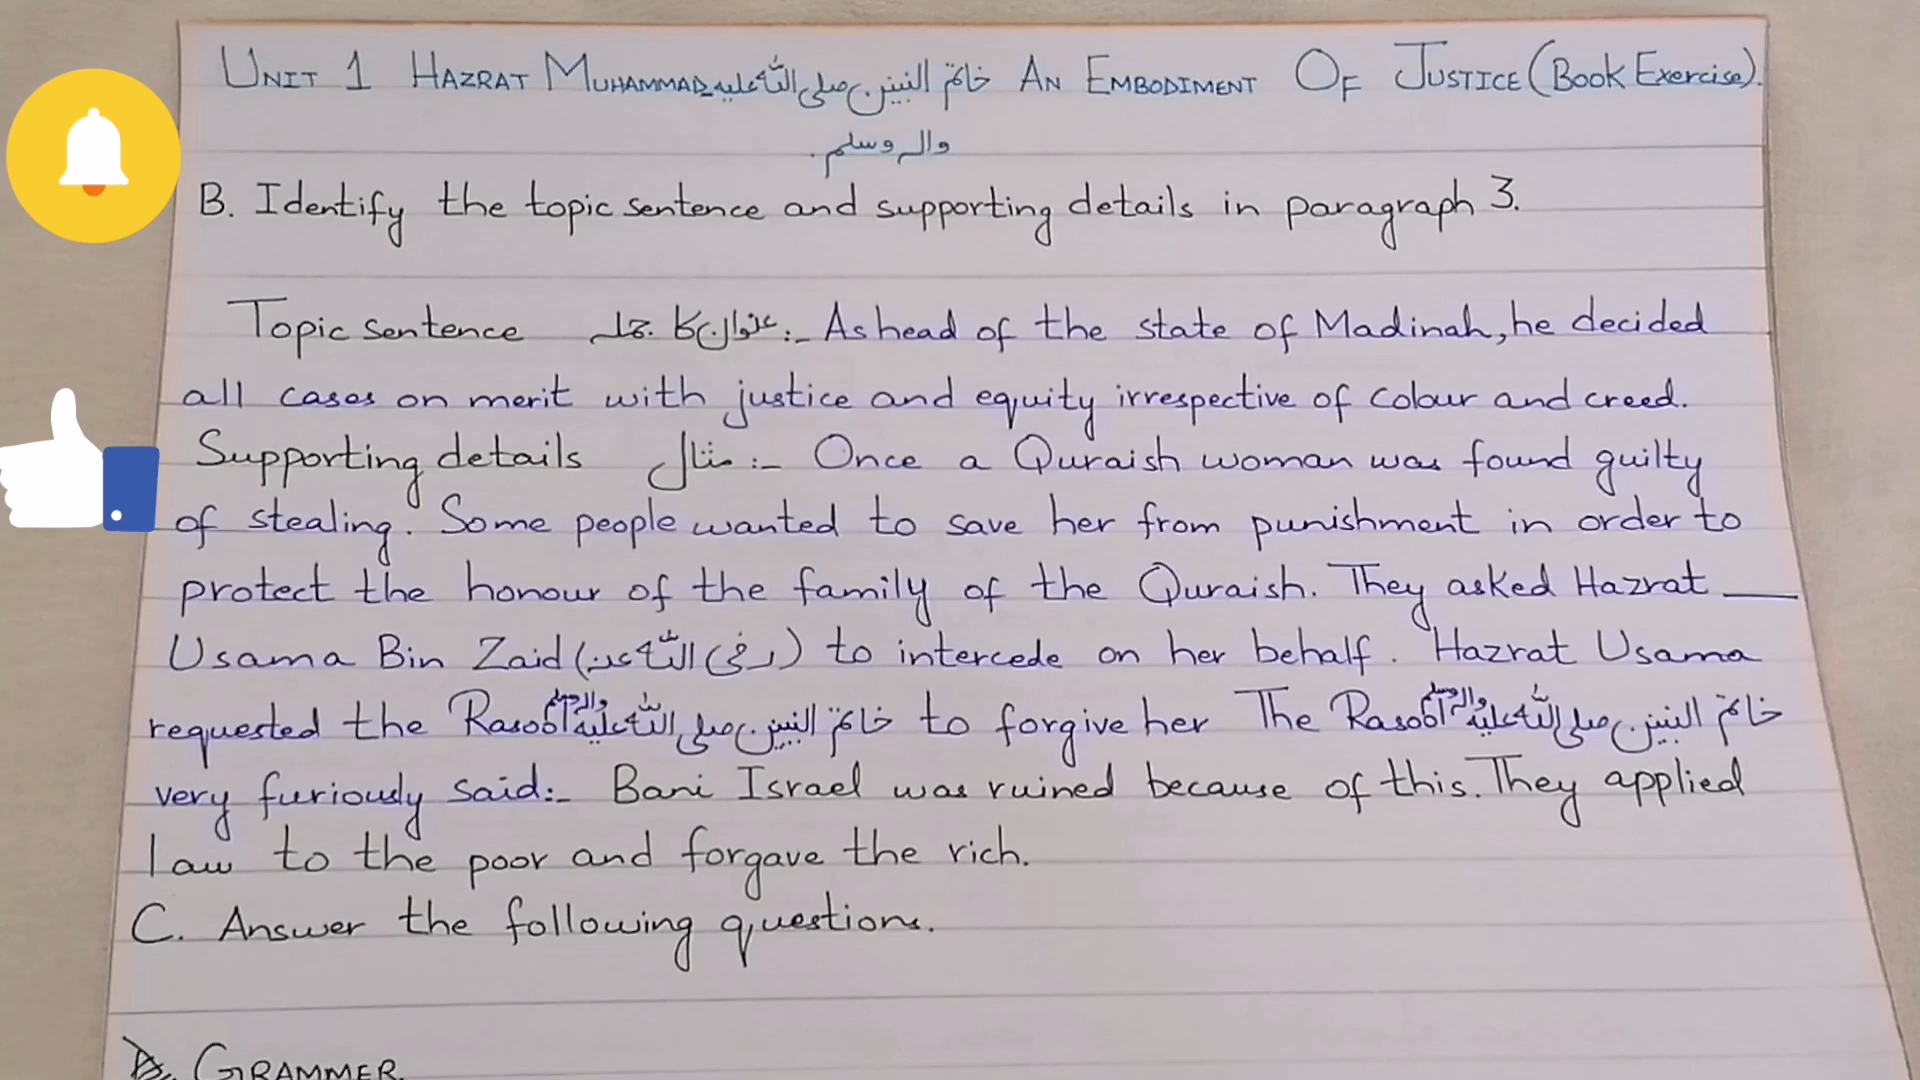 UNIT 1 HAZRAT MUHAMMAD خاتم النبیین صلی اللہ علیہ AN EMBODIMENT OF JUSTICE (Book Exercise).
والہ وسلم.
B. Identify the topic sentence and supporting details in paragraph 3.
Topic sentence عنوان کا جملہ :- As head of the state of Madinah, he decided
all cases on merit with justice and equity irrespective of colour and creed.
Supporting details مثال :- Once a Quraish woman was found guilty
of stealing. Some people wanted to save her from punishment in order to
protect the honour of the family of the Quraish. They asked Hazrat
Usama Bin Zaid (رضی اللہ عنہ) to intercede on her behalf. Hazrat Usama
requested the Rasool خاتم النبیین صلی اللہ علیہ والہ وسلم to forgive her The Rasool خاتم النبیین صلی اللہ علیہ والہ وسلم
very furiously said:- Bani Israel was ruined because of this. They applied
law to the poor and forgave the rich.
C. Answer the following questions.
GRAMMER.